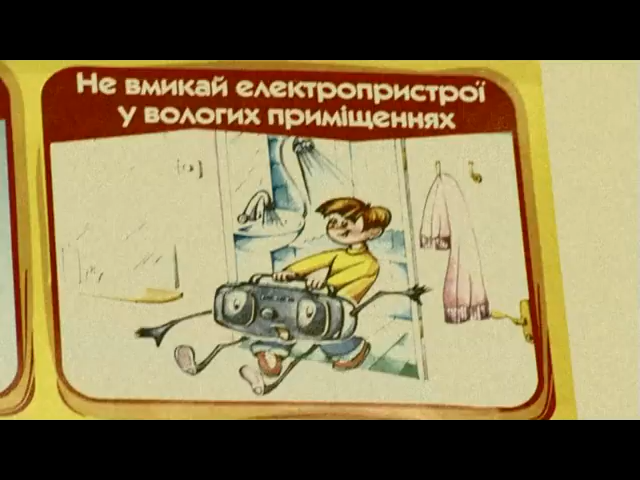 Не вмикай електропристрої
у вологих приміщеннях